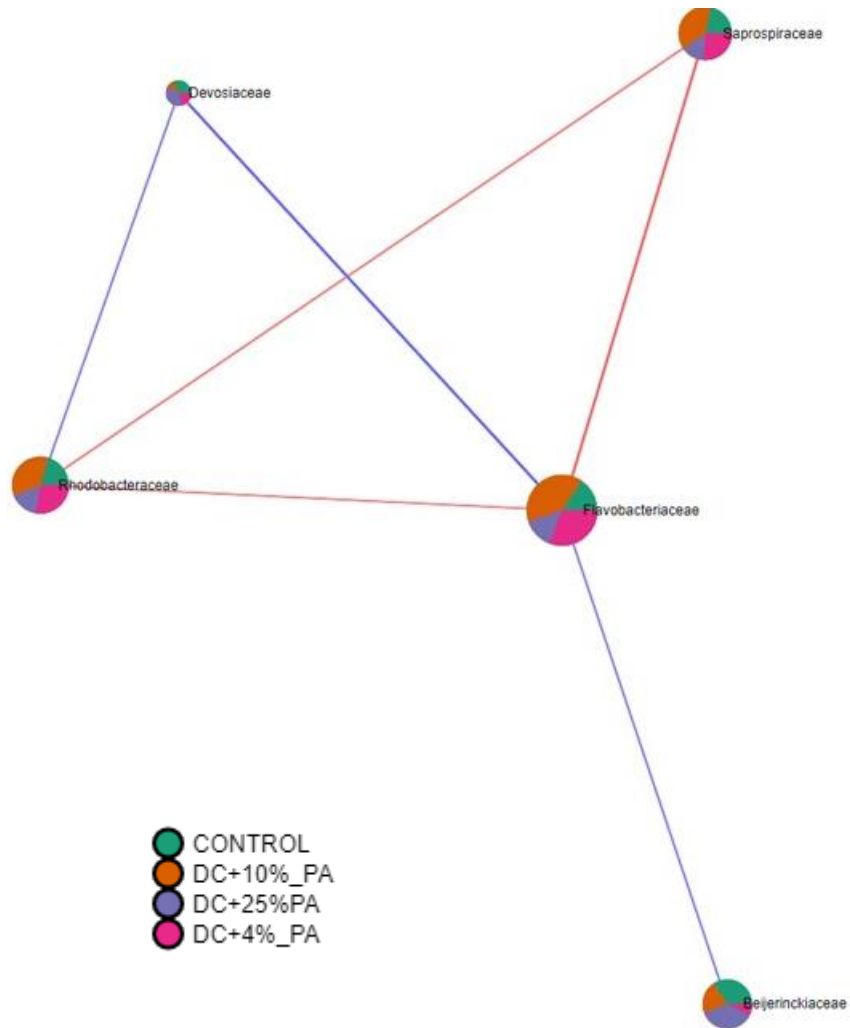 Saprospiraceae
Devosiaceae
Rhodobacteraceae
Flavobacteriaceae
CONTROL
DC+10%_PA
DC+25%PA
DC+4%_PA
Beijerinckiaceae